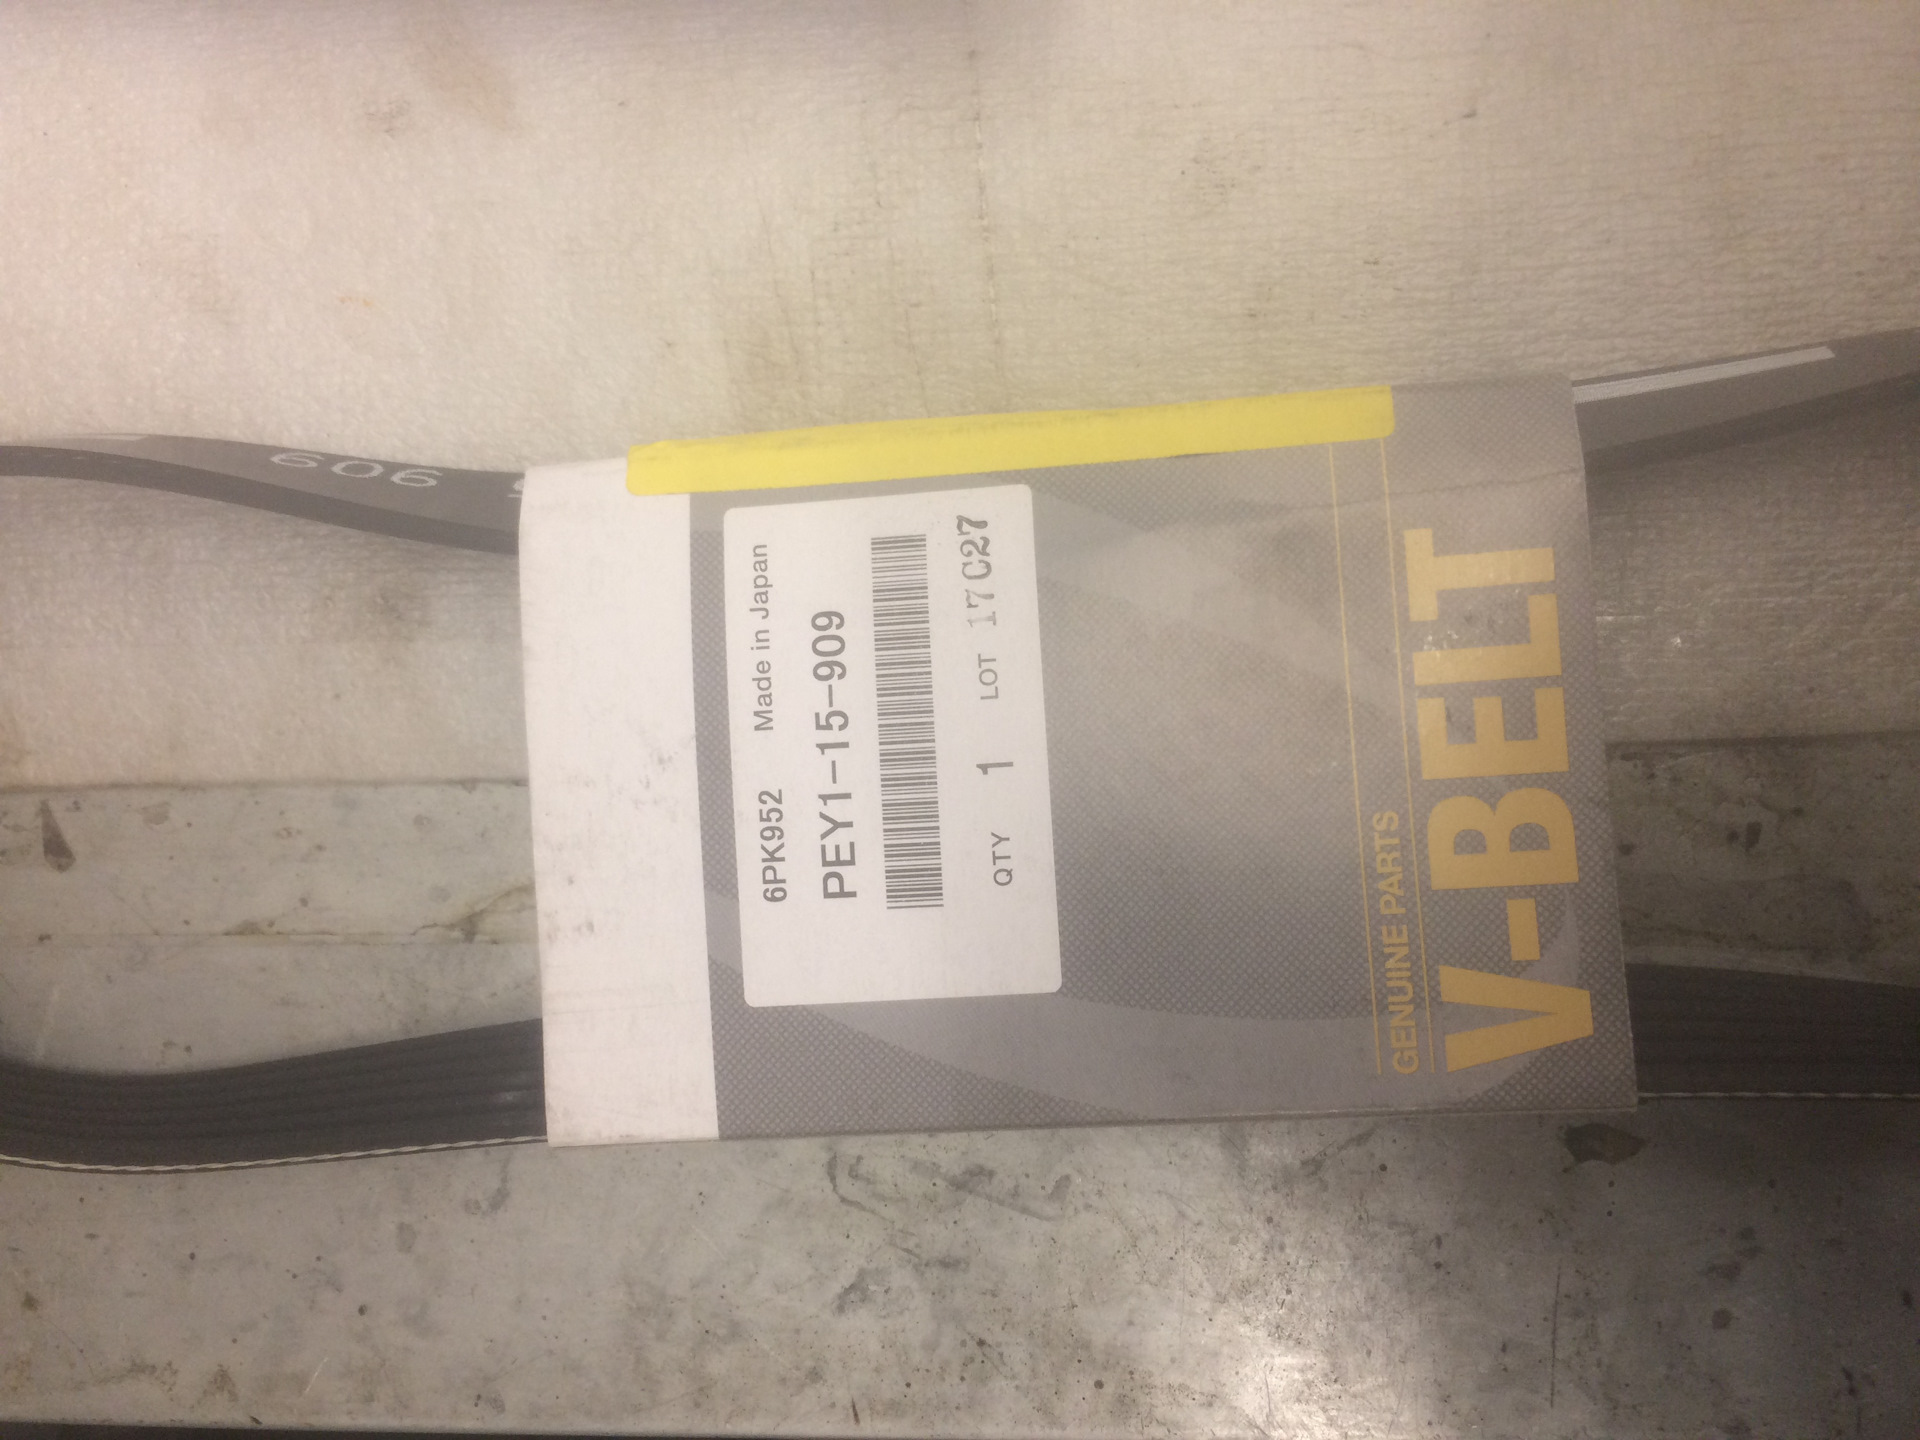 6PK952 Made in Japan
PEY1-15-909
QTY 1 LOT 17C27
GENUINE PARTS
V-BELT
909